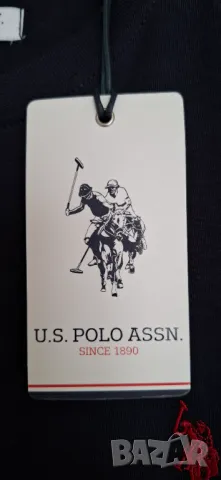 U.S. POLO ASSN.
SINCE 1890
BAZAR